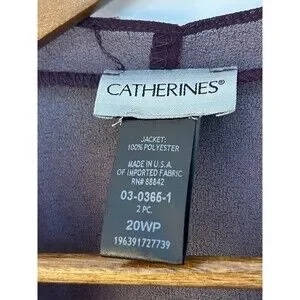 CATHERINES®
JACKET:
100% POLYESTER
MADE IN U.S.A.
OF IMPORTED FABRIC
RN# 88842
03-0365-1
2 PC.
20WP
196391727739